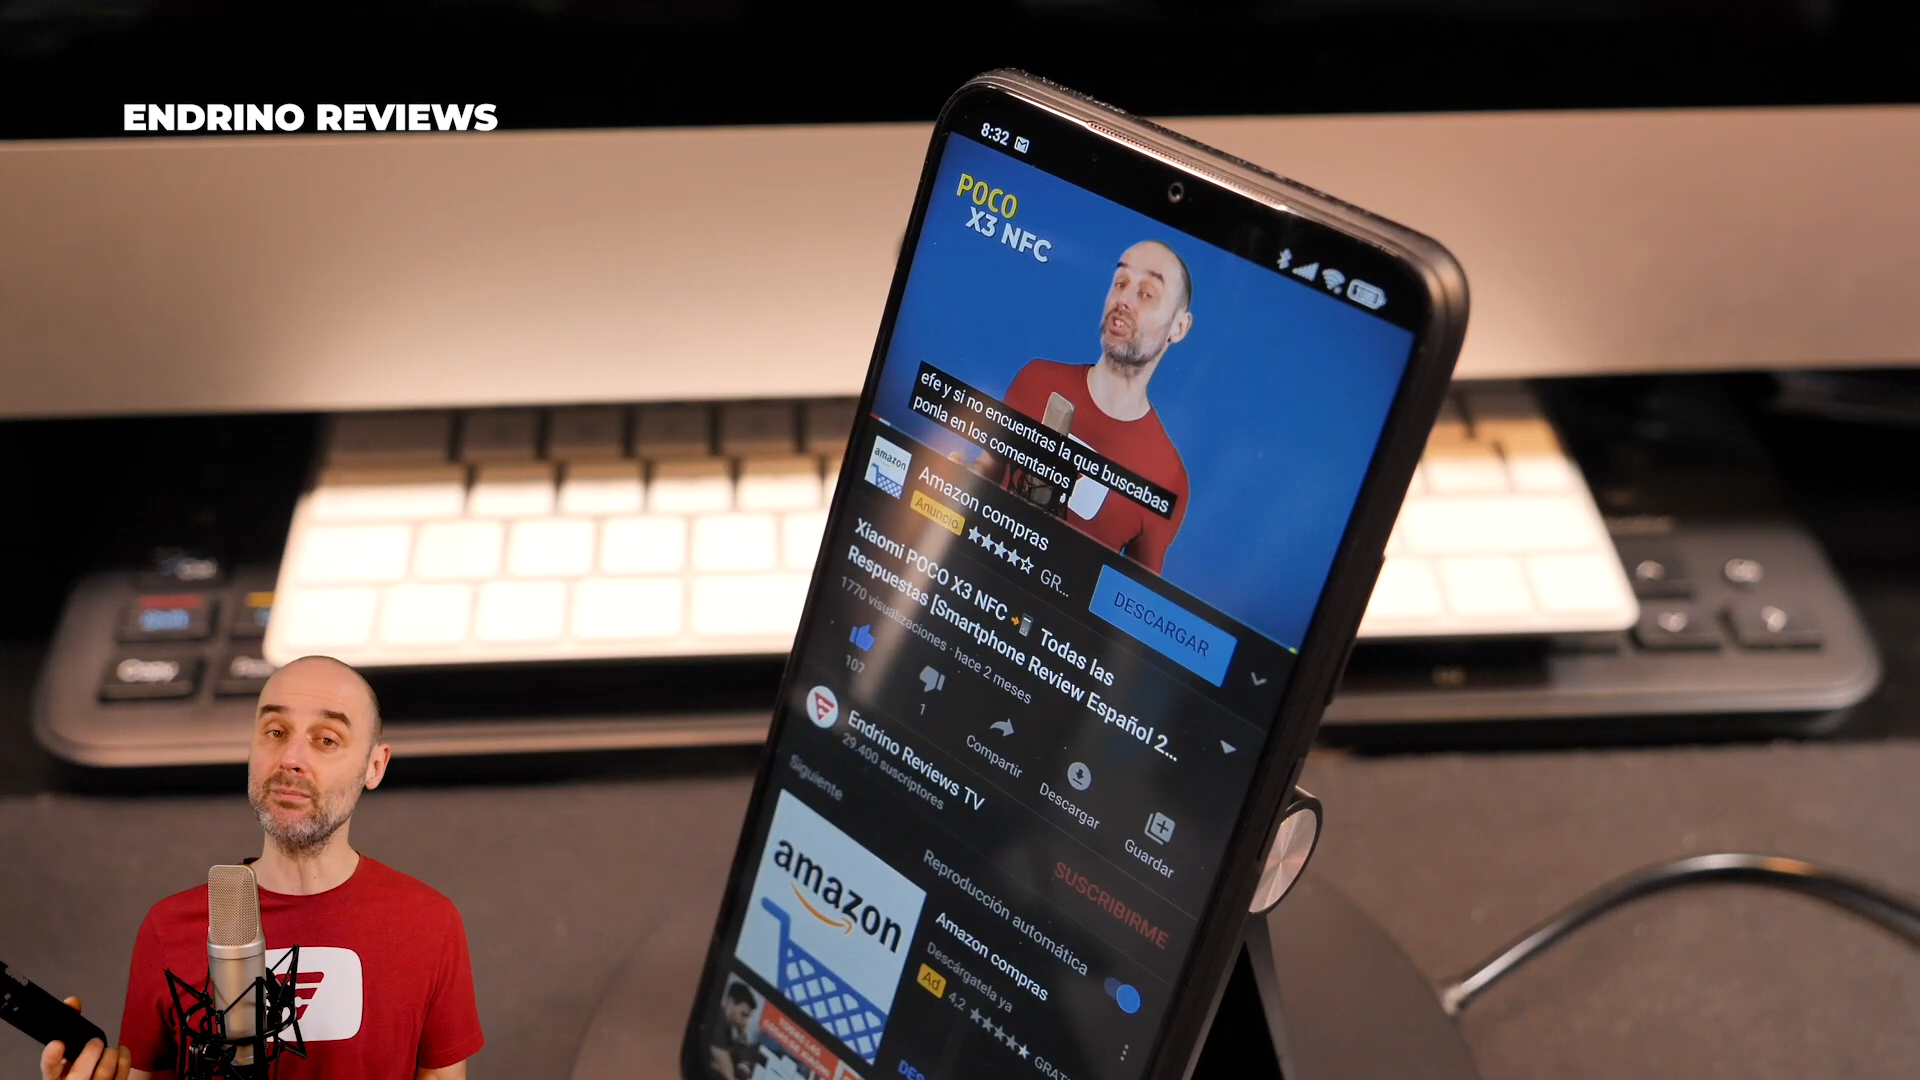 ENDRINO REVIEWS
8:32
POCO
X3 NFC
efe y si no encuentras la que buscabas
ponla en los comentarios
amazon
Amazon compras
Anuncio ★★★★☆ GR...
DESCARGAR
Xiaomi POCO X3 NFC 📲 Todas las
Respuestas [Smartphone Review Español 2...
1770 visualizaciones · hace 2 meses
107
1
Compartir
Descargar
Guardar
Endrino Reviews TV
29.400 suscriptores
SUSCRIBIRME
Siguiente
Reproducción automática
amazon
Amazon compras
Descárgatela ya
Ad 4,2 ★★★★★ GRATI
DES
Copy